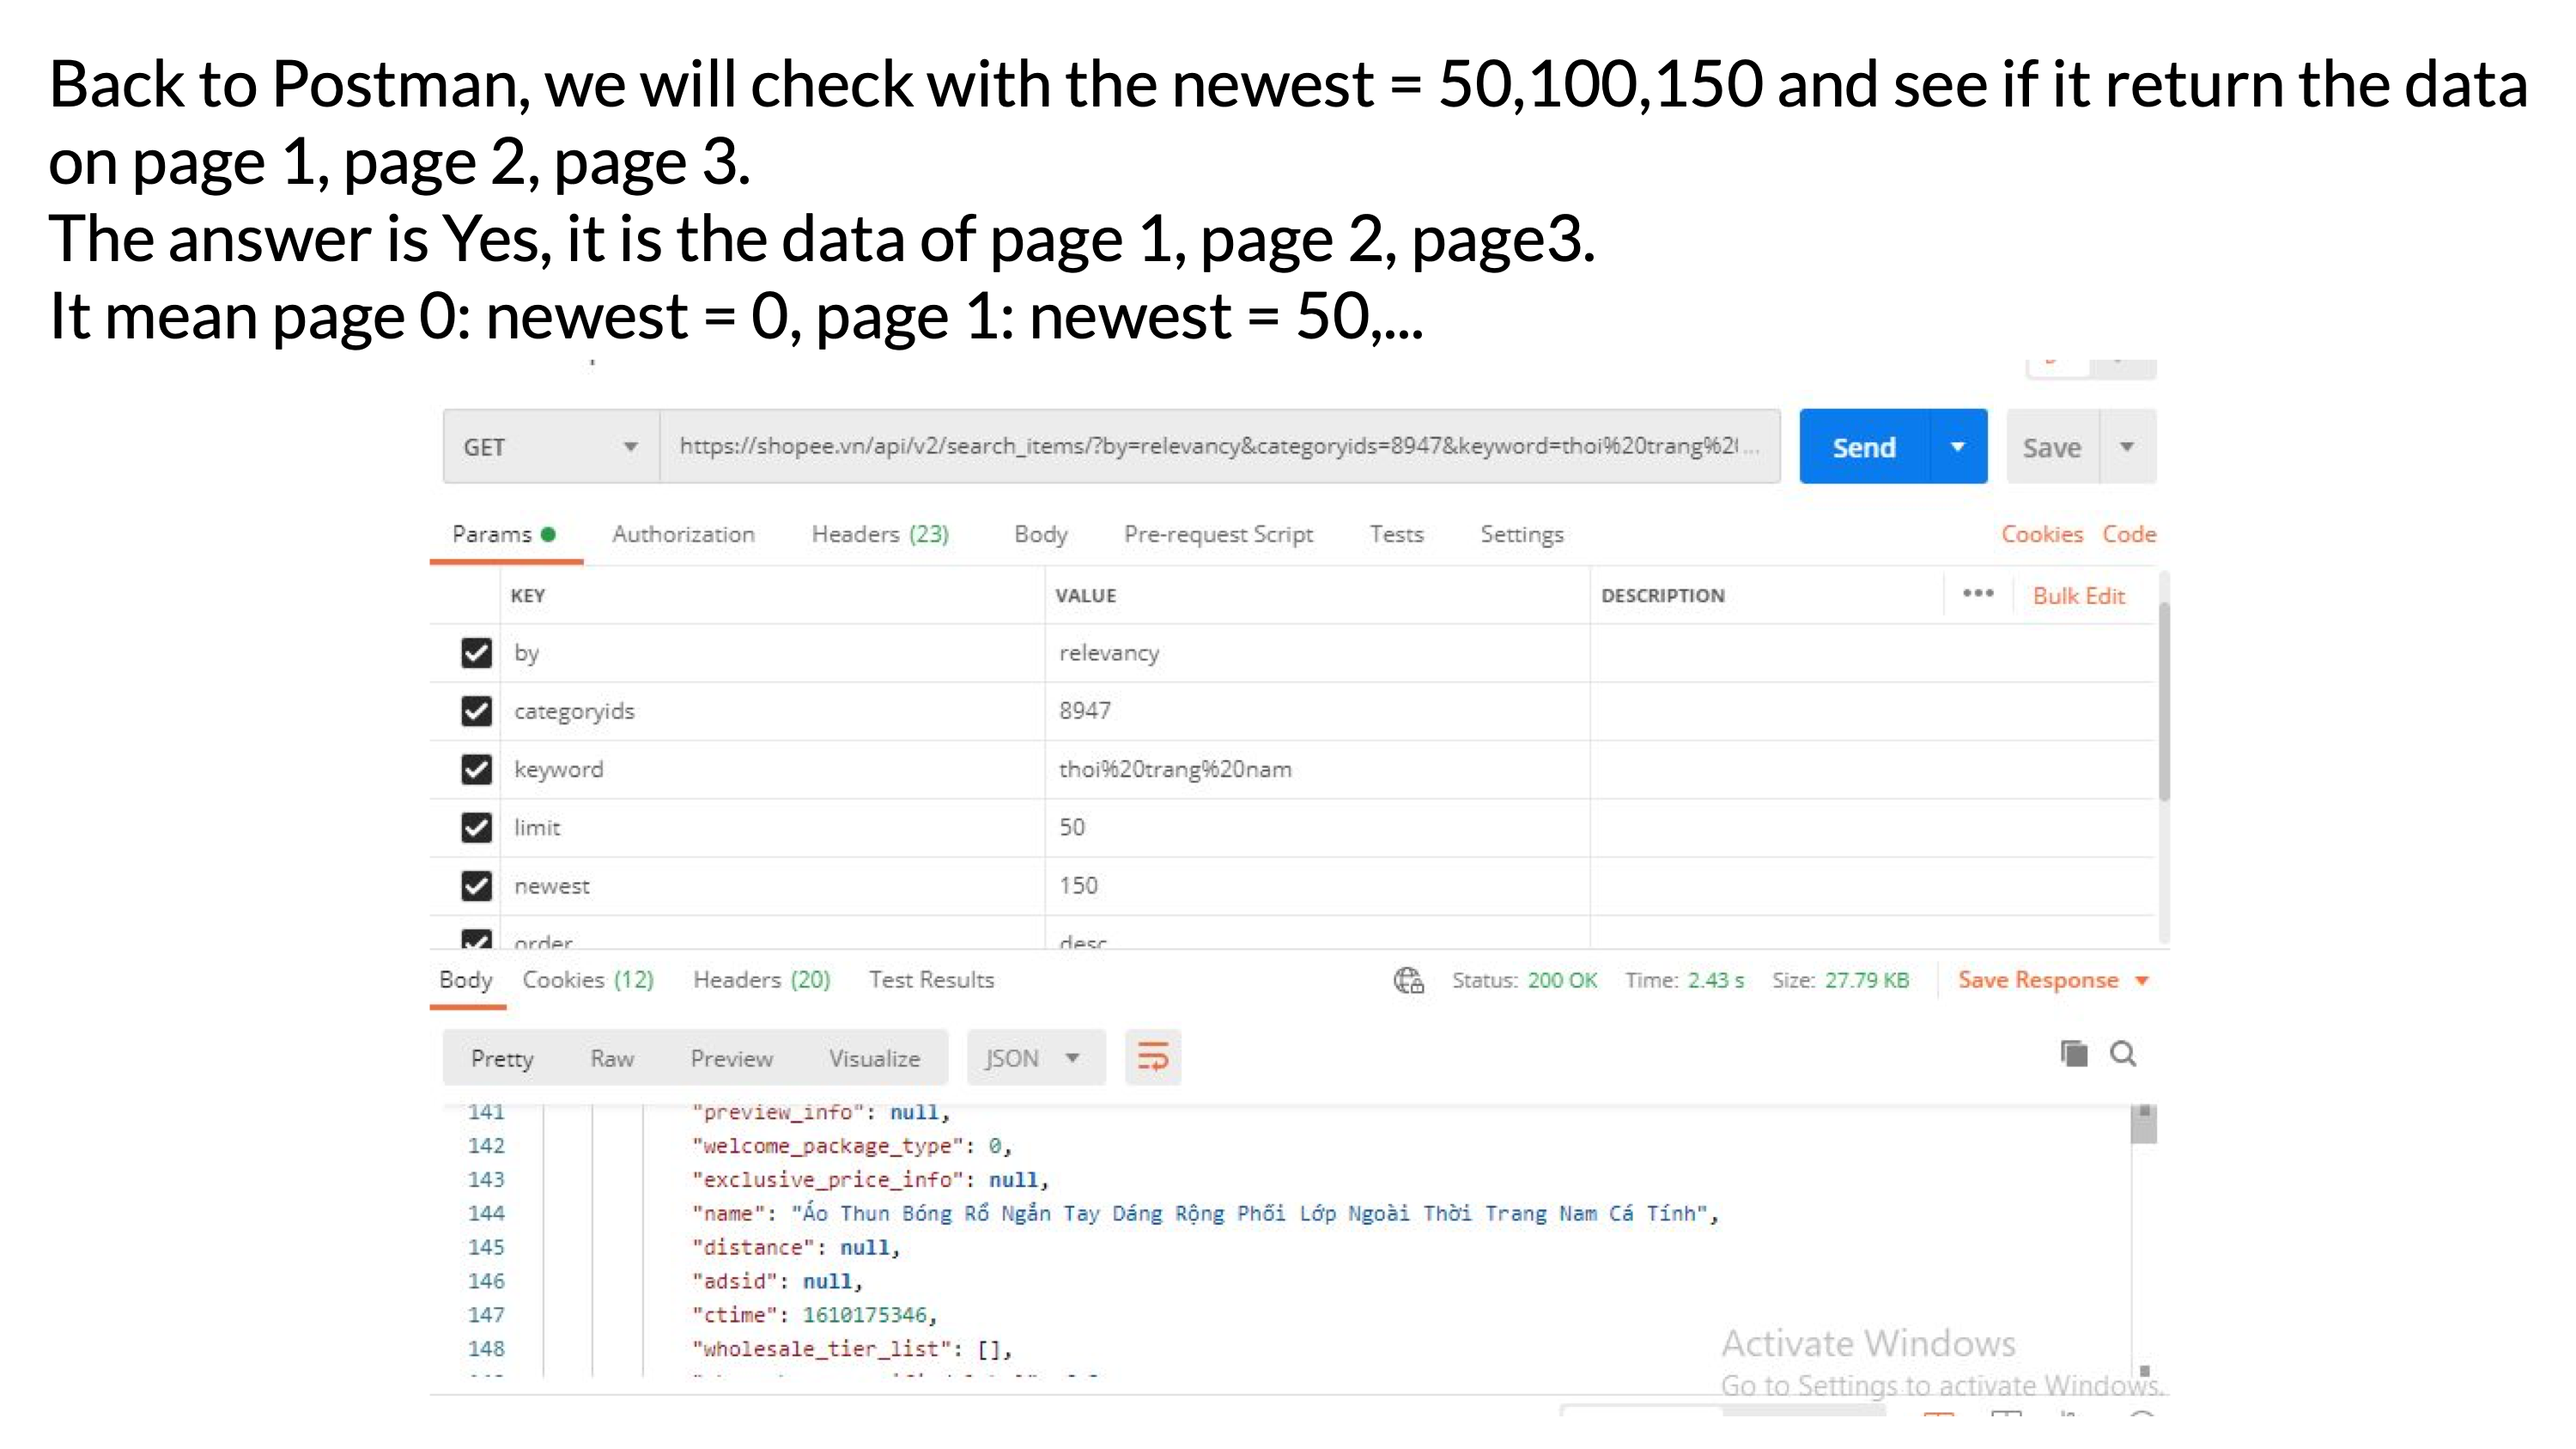 Back to Postman, we will check with the newest = 50,100,150 and see if it return the data
on page 1, page 2, page 3.
The answer is Yes, it is the data of page 1, page 2, page3.
It mean page 0: newest = 0, page 1: newest = 50,...
GET https://shopee.vn/api/v2/search_items/?by=relevancy&categoryids=8947&keyword=thoi%20trang%2 ... Send Save
Params Authorization Headers (23) Body Pre-request Script Tests Settings Cookies Code
KEY VALUE DESCRIPTION ••• Bulk Edit
by relevancy
categoryids 8947
keyword thoi%20trang%20nam
limit 50
newest 150
order desc
Body Cookies (12) Headers (20) Test Results Status: 200 OK Time: 2.43 s Size: 27.79 KB Save Response
Pretty Raw Preview Visualize JSON
141 "preview_info": null,
142 "welcome_package_type": 0,
143 "exclusive_price_info": null,
144 "name": "Áo Thun Bóng Rổ Ngắn Tay Dáng Rộng Phối Lớp Ngoài Thời Trang Nam Cá Tính",
145 "distance": null,
146 "adsid": null,
147 "ctime": 1610175346,
148 "wholesale_tier_list": [],
Activate Windows
Go to Settings to activate Windows.